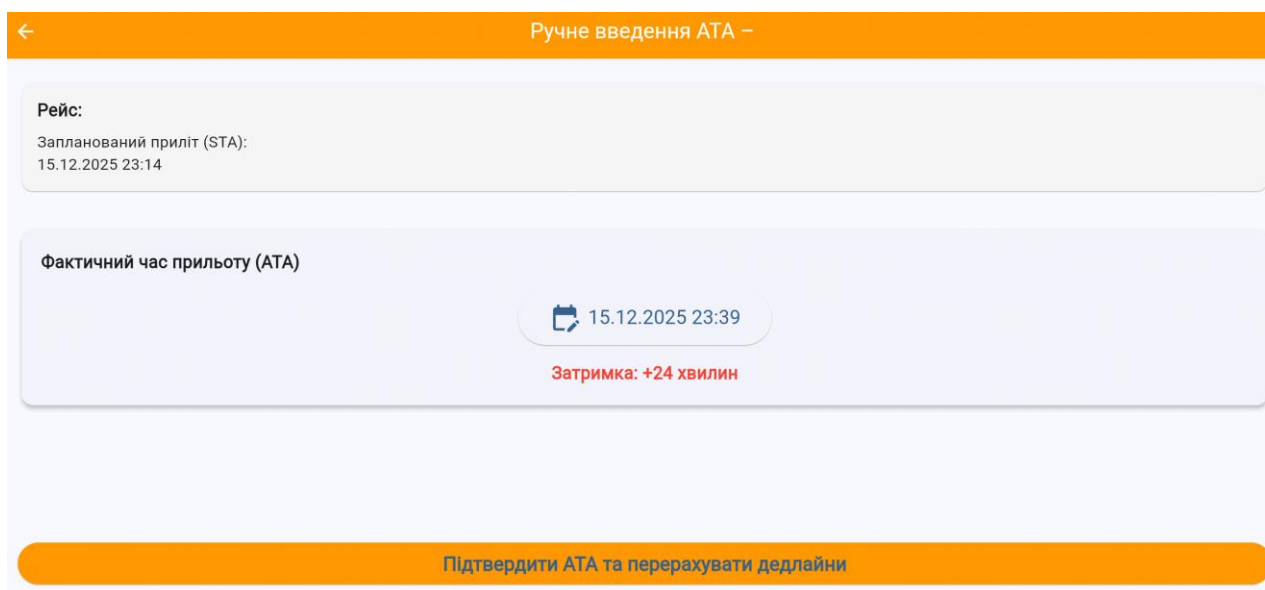 Ручне введення АТА –
Рейс:
Запланований приліт (STA):
15.12.2025 23:14
Фактичний час прильоту (АТА)
15.12.2025 23:39
Затримка: +24 хвилин
Підтвердити АТА та перерахувати дедлайни